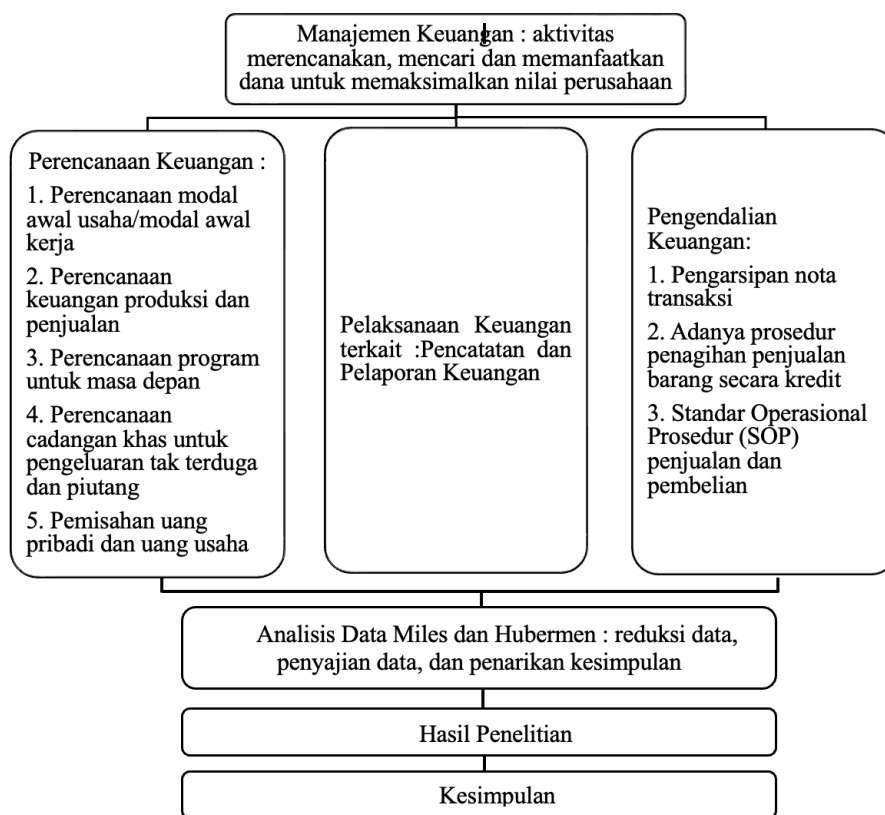 Manajemen Keuangan : aktivitas
merencanakan, mencari dan memanfaatkan
dana untuk memaksimalkan nilai perusahaan
Perencanaan Keuangan :
1. Perencanaan modal
awal usaha/modal awal
kerja
2. Perencanaan
keuangan produksi dan
penjualan
3. Perencanaan program
untuk masa depan
4. Perencanaan
cadangan khas untuk
pengeluaran tak terduga
dan piutang
5. Pemisahan uang
pribadi dan uang usaha
Pelaksanaan Keuangan
terkait :Pencatatan dan
Pelaporan Keuangan
Pengendalian
Keuangan:
1. Pengarsipan nota
transaksi
2. Adanya prosedur
penagihan penjualan
barang secara kredit
3. Standar Operasional
Prosedur (SOP)
penjualan dan
pembelian
Analisis Data Miles dan Hubermen : reduksi data,
penyajian data, dan penarikan kesimpulan
Hasil Penelitian
Kesimpulan